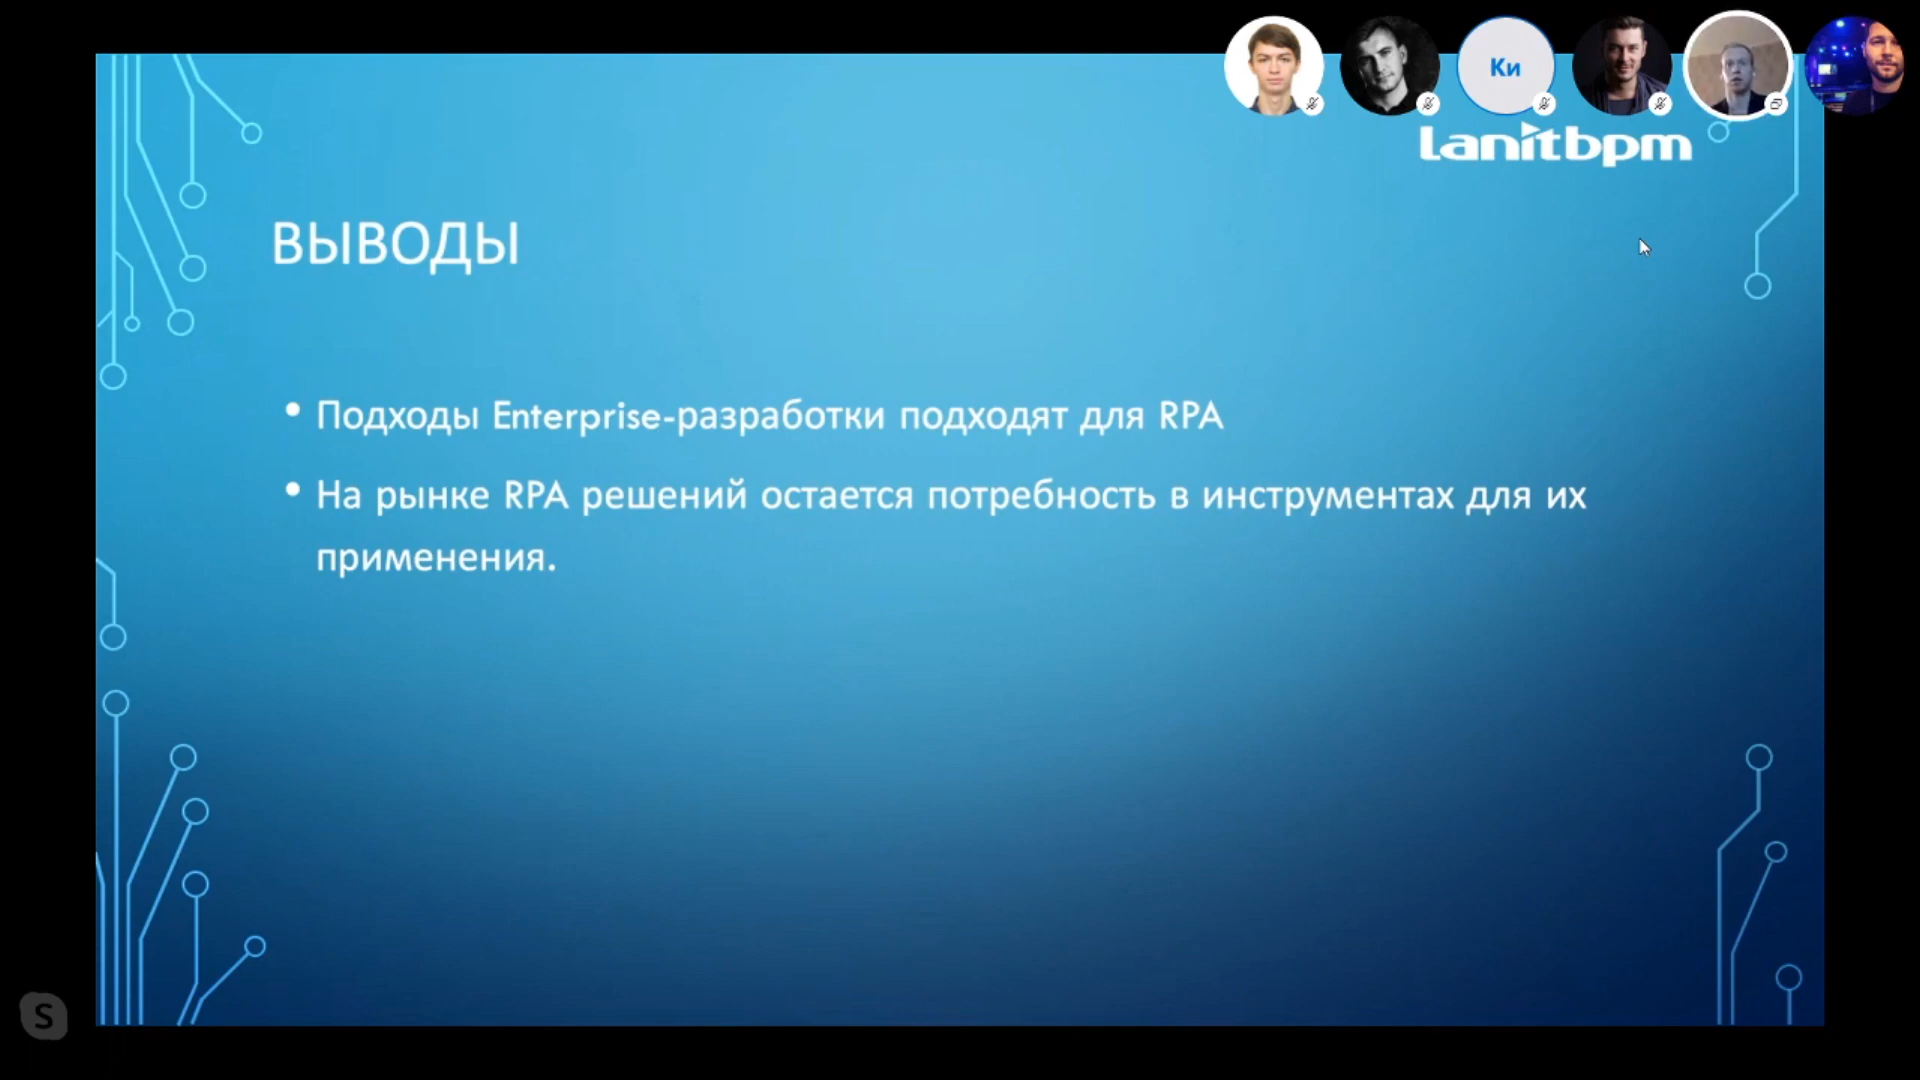 Ки
Lanitbpm
ВЫВОДЫ
• Подходы Enterprise-разработки подходят для RPA
• На рынке RPA решений остается потребность в инструментах для их
применения.
S